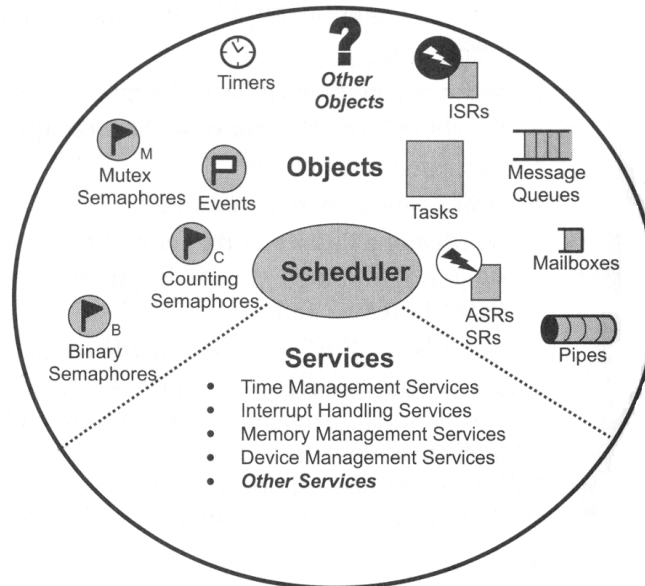 Timers
?
Other
Objects
ISRs
M
Mutex
Semaphores
Events
Objects
Tasks
Message
Queues
C
Counting
Semaphores
Scheduler
ASRs
SRs
Mailboxes
B
Binary
Semaphores
Pipes
Services
• Time Management Services
• Interrupt Handling Services
• Memory Management Services
• Device Management Services
• Other Services